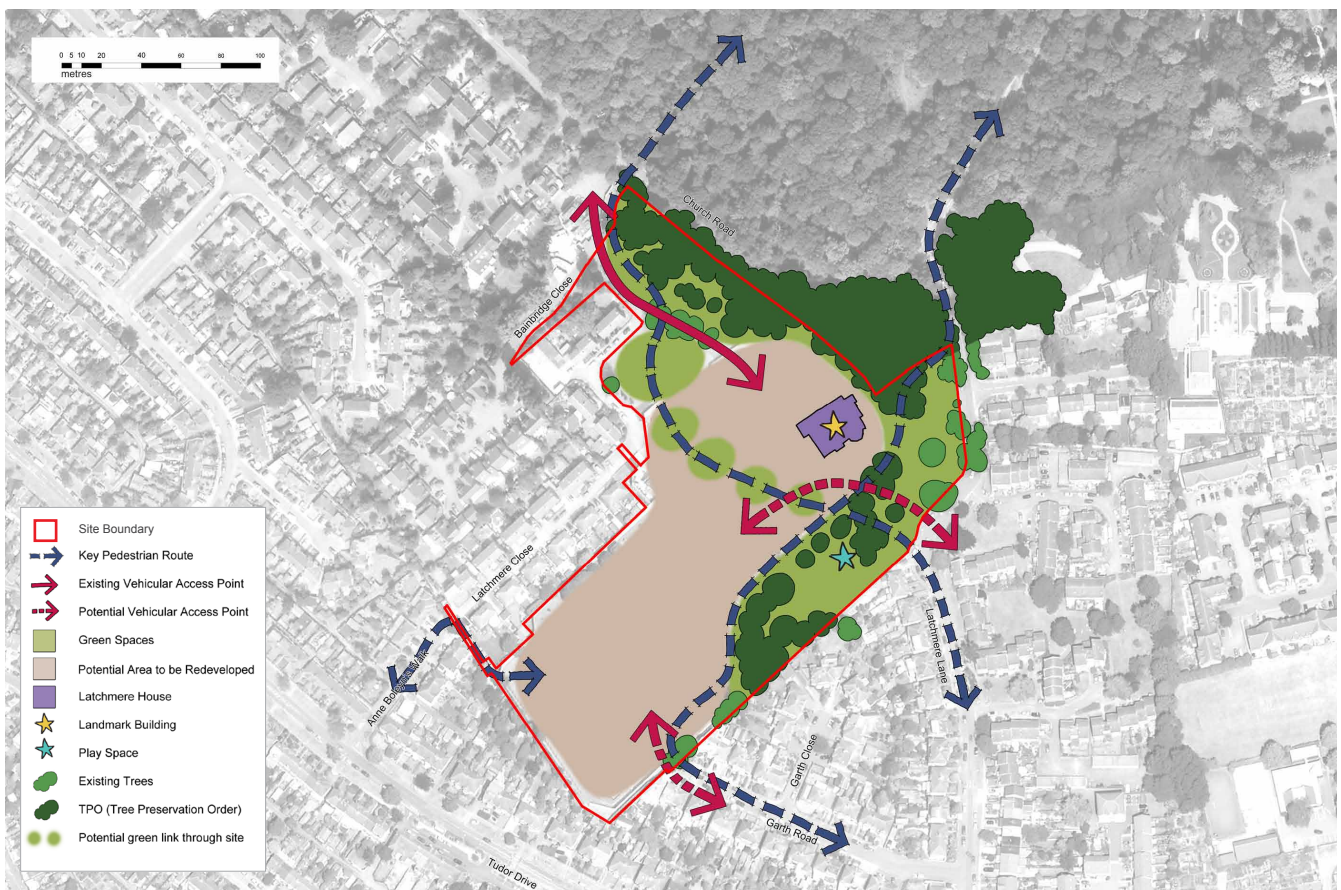 0 5 10 20 40 60 80 100
metres
Church Road
Bainbridge Close
Latchmere Close
Anne Boleyn's Walk
Latchmere Lane
Garth Close
Garth Road
Tudor Drive
Site Boundary
Key Pedestrian Route
Existing Vehicular Access Point
Potential Vehicular Access Point
Green Spaces
Potential Area to be Redeveloped
Latchmere House
Landmark Building
Play Space
Existing Trees
TPO (Tree Preservation Order)
Potential green link through site